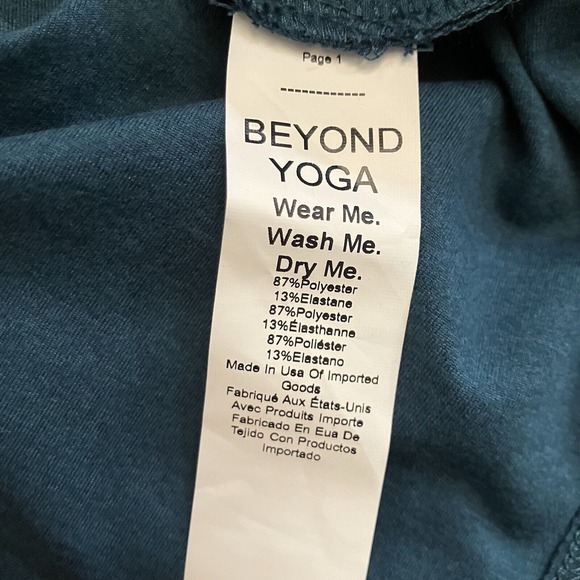 Page 1
------------
BEYOND
YOGA
Wear Me.
Wash Me.
Dry Me.
87%Polyester
13%Elastane
87%Polyester
13%Élasthanne
87%Poliéster
13%Elastano
Made In Usa Of Imported
Goods
Fabriqué Aux États-Unis
Avec Produits Importe
Fabricado En Eua De
Tejido Con Productos
Importado